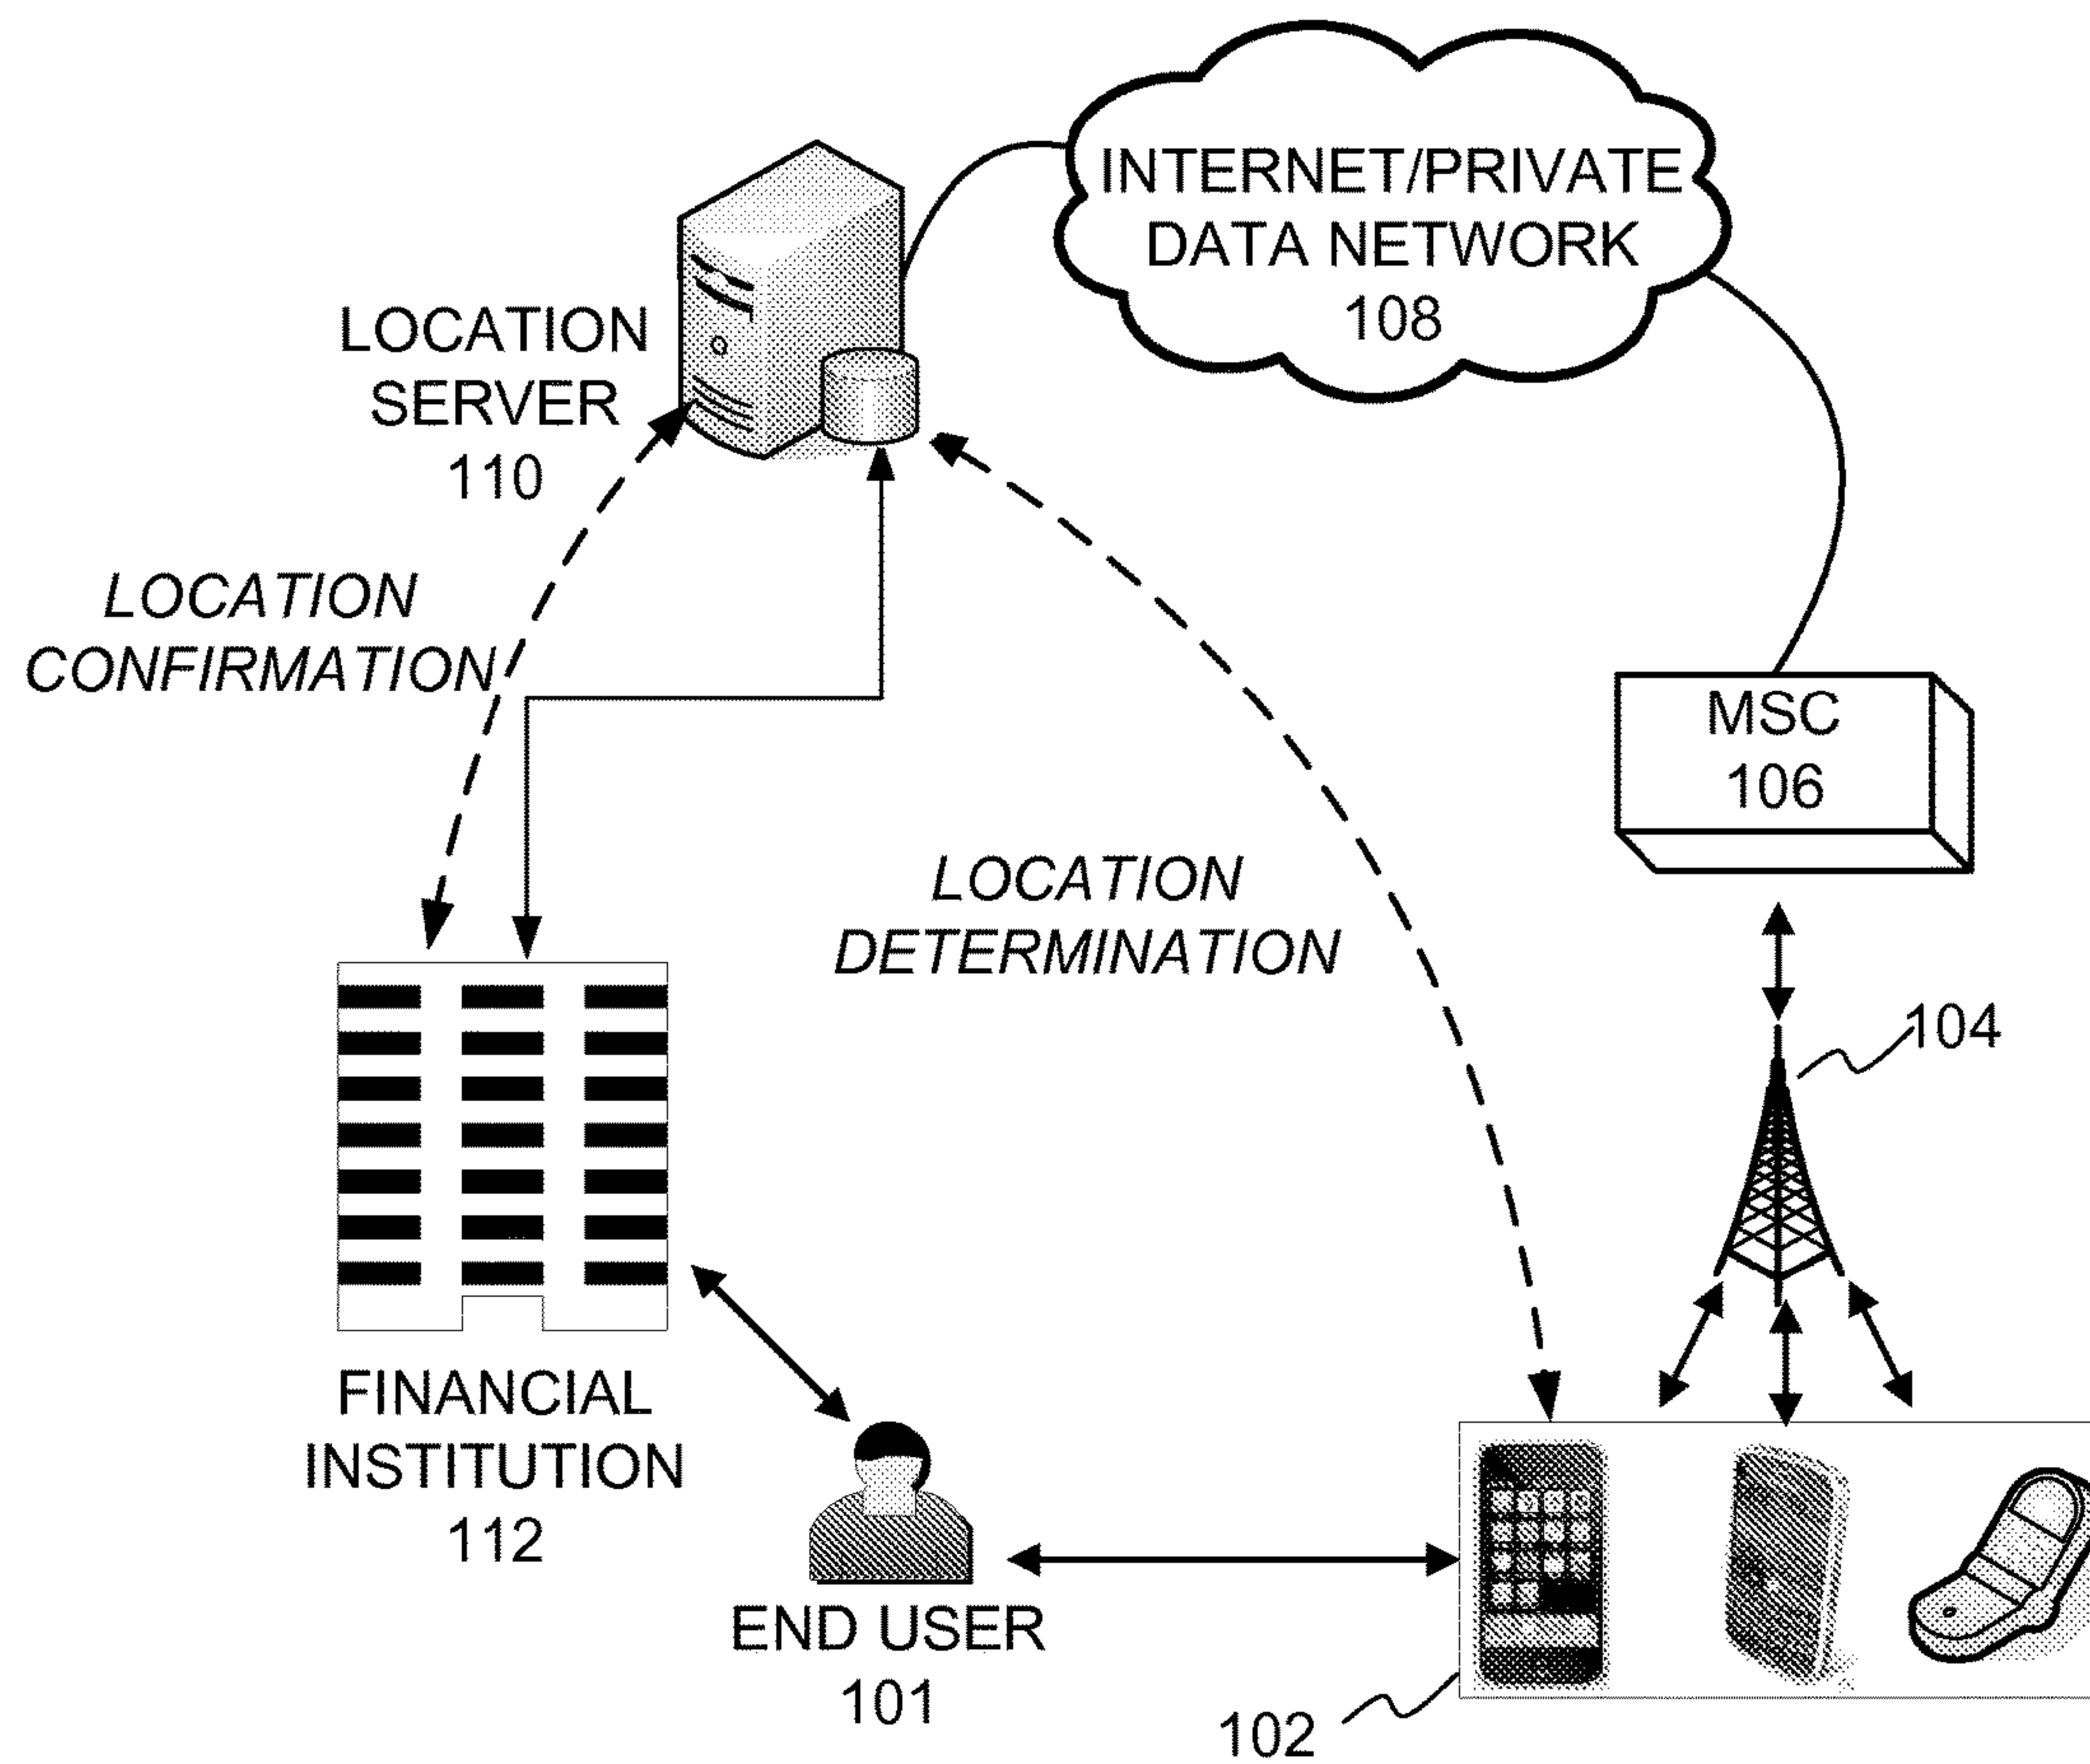 INTERNET/PRIVATE
DATA NETWORK
108
LOCATION
SERVER
110
LOCATION
CONFIRMATION
MSC
106
LOCATION
DETERMINATION
104
FINANCIAL
INSTITUTION
112
END USER
101
102